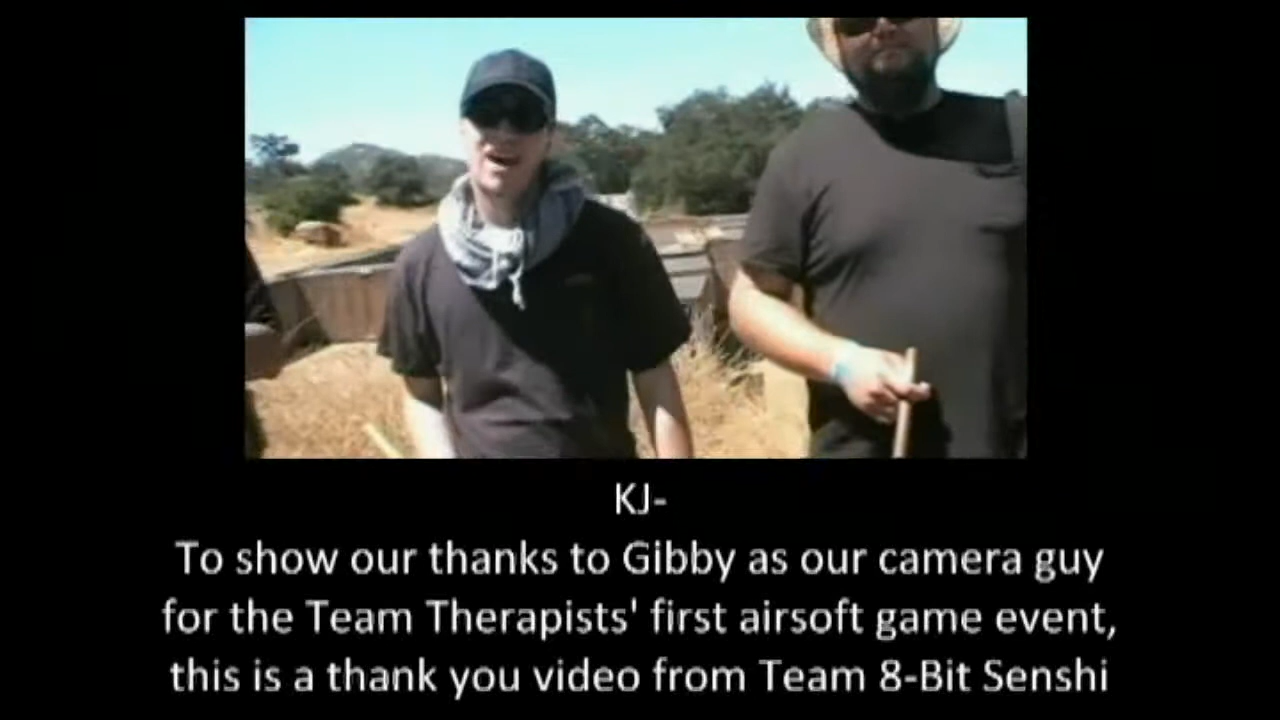 KJ-
To show our thanks to Gibby as our camera guy
for the Team Therapists' first airsoft game event,
this is a thank you video from Team 8-Bit Senshi